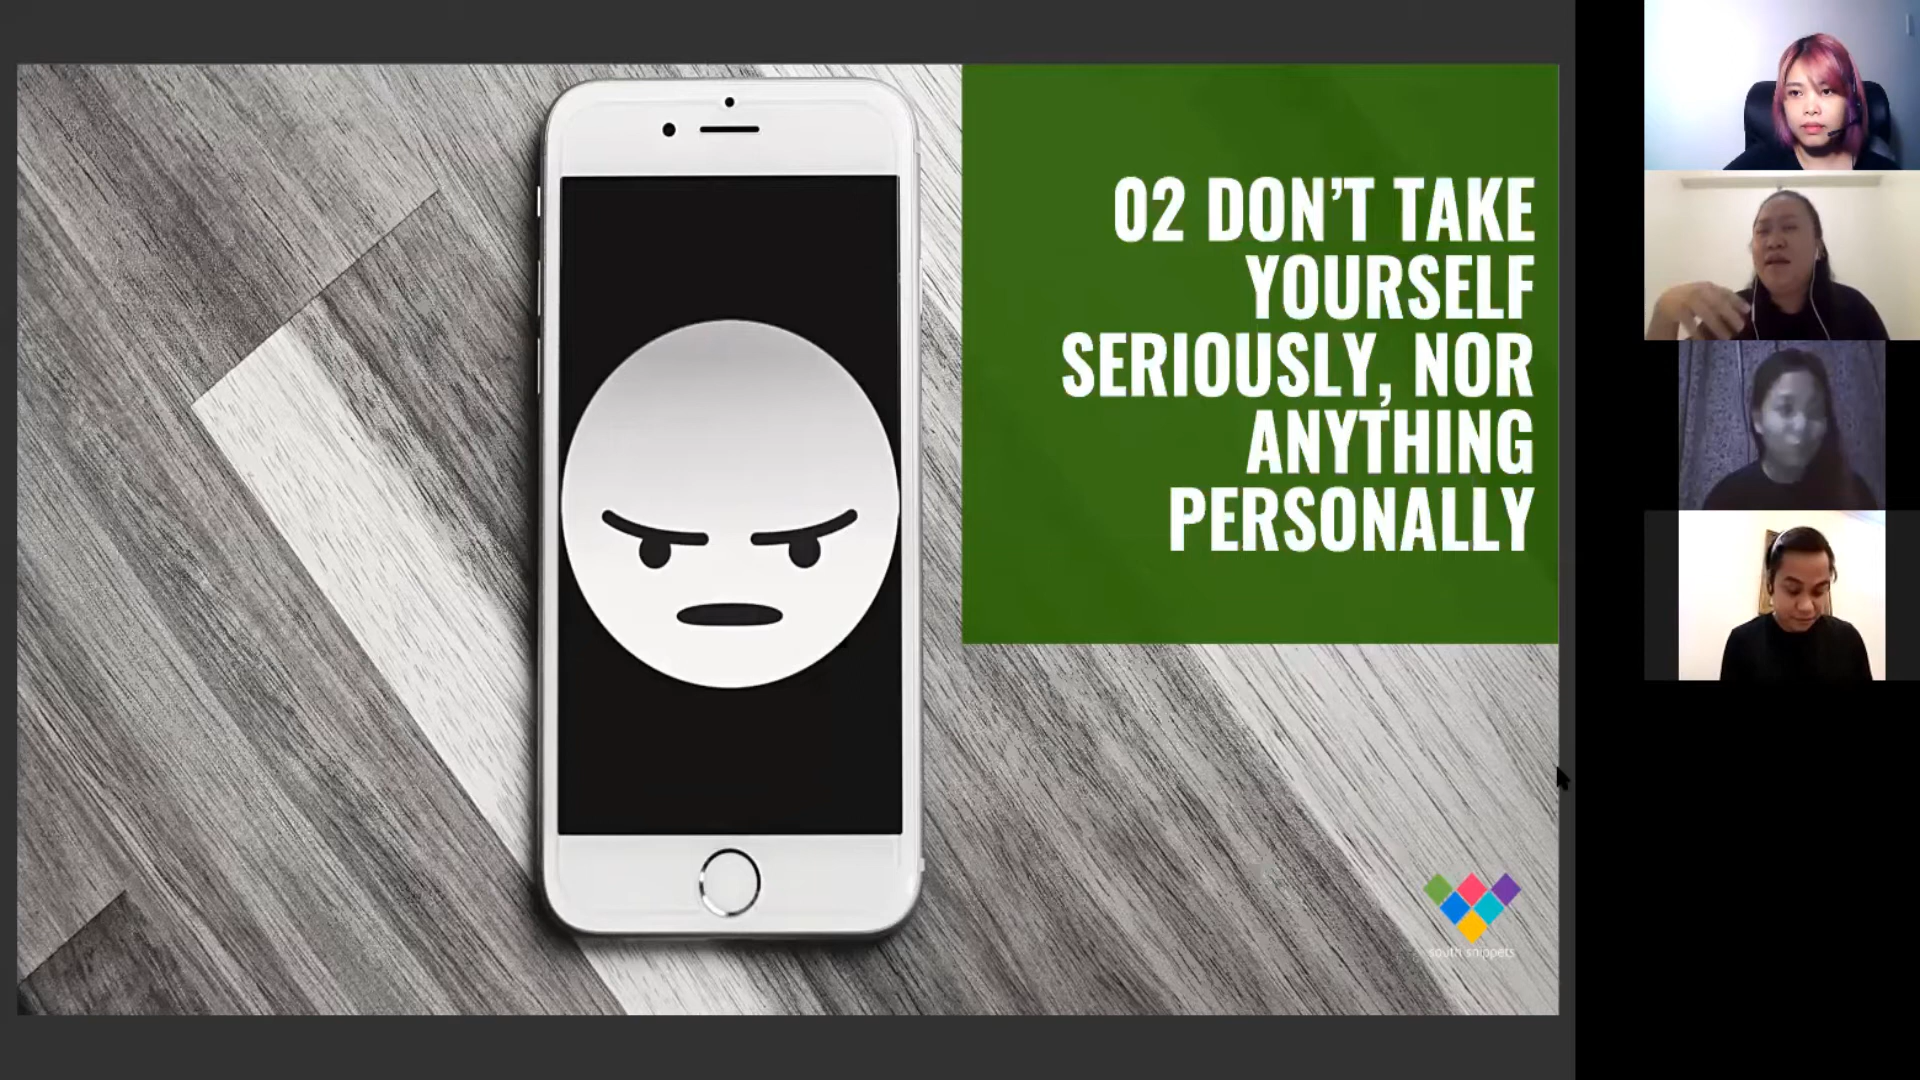 02 DON’T TAKE
YOURSELF
SERIOUSLY, NOR
ANYTHING
PERSONALLY
south snippets